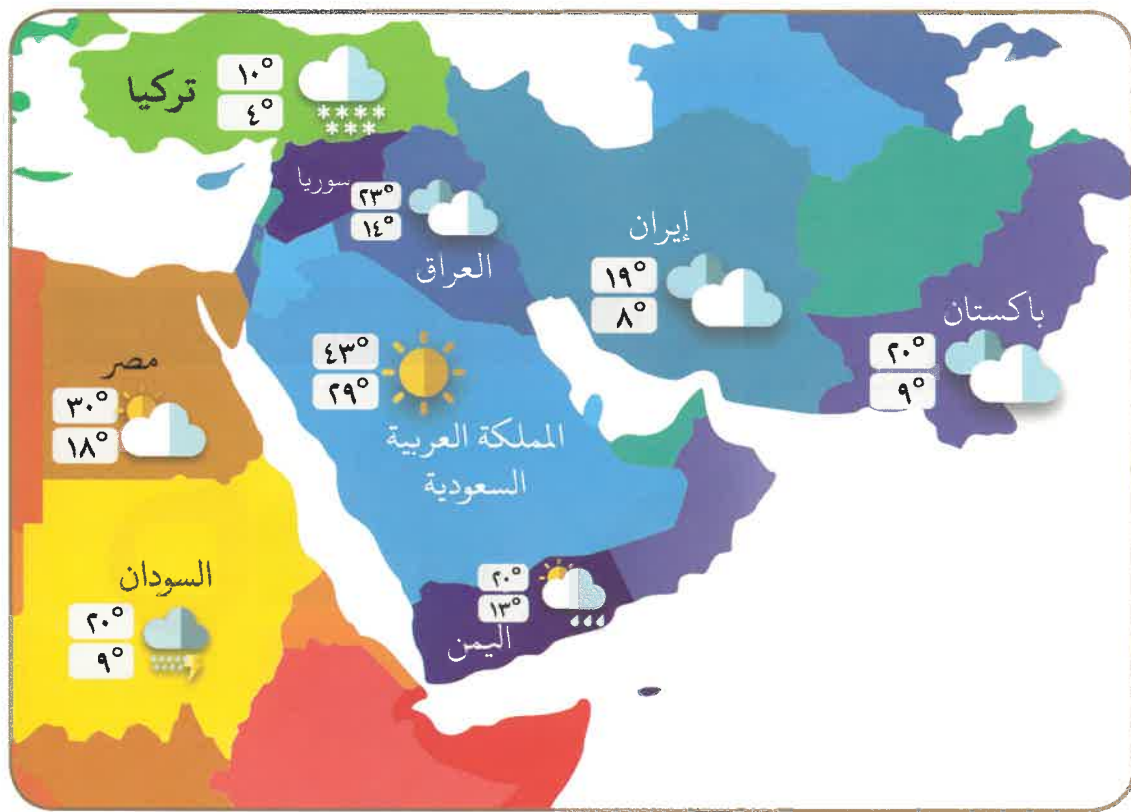 تركيا
١٠°
٤°
سوريا
٢٣°
١٤°
العراق
إيران
١٩°
٨°
باكستان
٢٠°
٩°
مصر
٣٠°
١٨°
٤٣°
٢٩°
المملكة العربية
السعودية
السودان
٢٠°
٩°
٢٠°
١٣°
اليمن